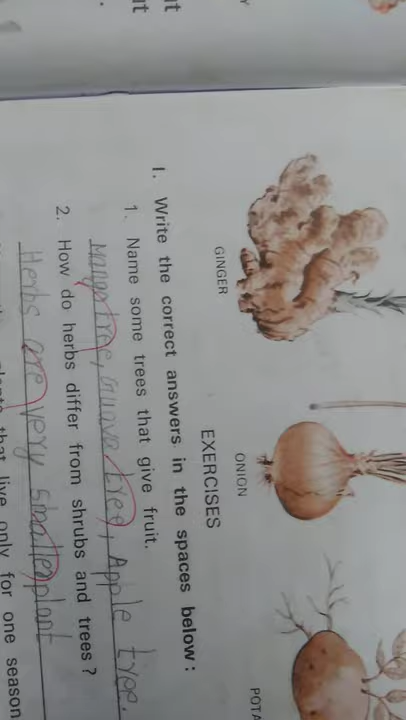 GINGER
ONION
EXERCISES
I. Write the correct answers in the spaces below :
1. Name some trees that give fruit.
Mango tree, Guava tree, Apple tree.
2. How do herbs differ from shrubs and trees ?
Herbs are very smaller plant
that live only for one season